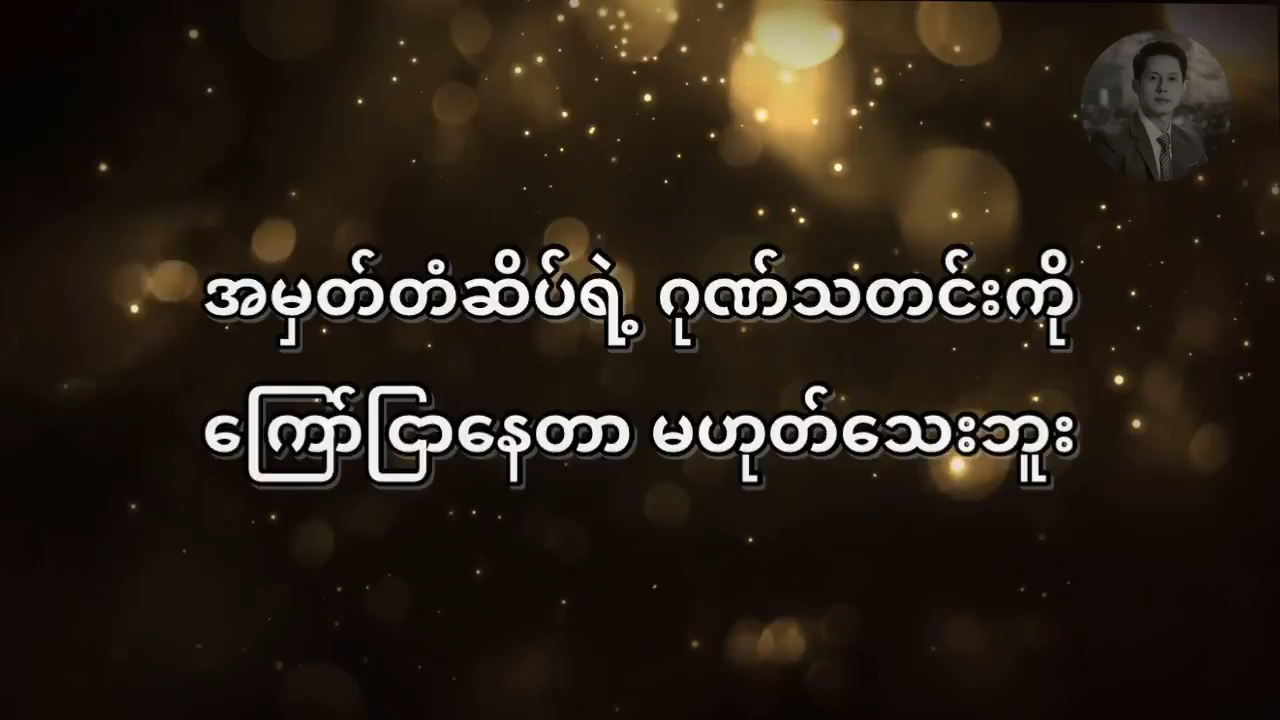 အမှတ်တံဆိပ်ရဲ့ ဂုဏ်သတင်းကို
ကြော်ငြာနေတာ မဟုတ်သေးဘူး